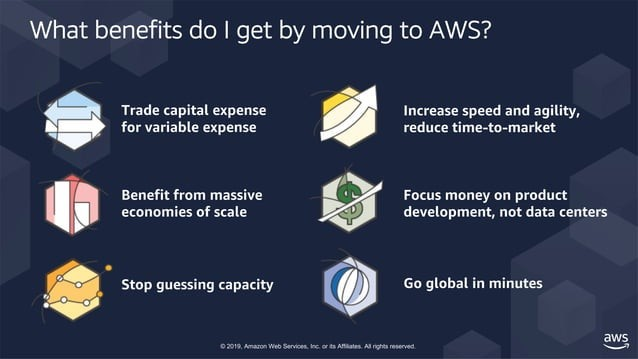 What benefits do I get by moving to AWS?
Trade capital expense
for variable expense
Increase speed and agility,
reduce time-to-market
Benefit from massive
economies of scale
Focus money on product
development, not data centers
Stop guessing capacity
Go global in minutes
© 2019, Amazon Web Services, Inc. or its Affiliates. All rights reserved.
aws